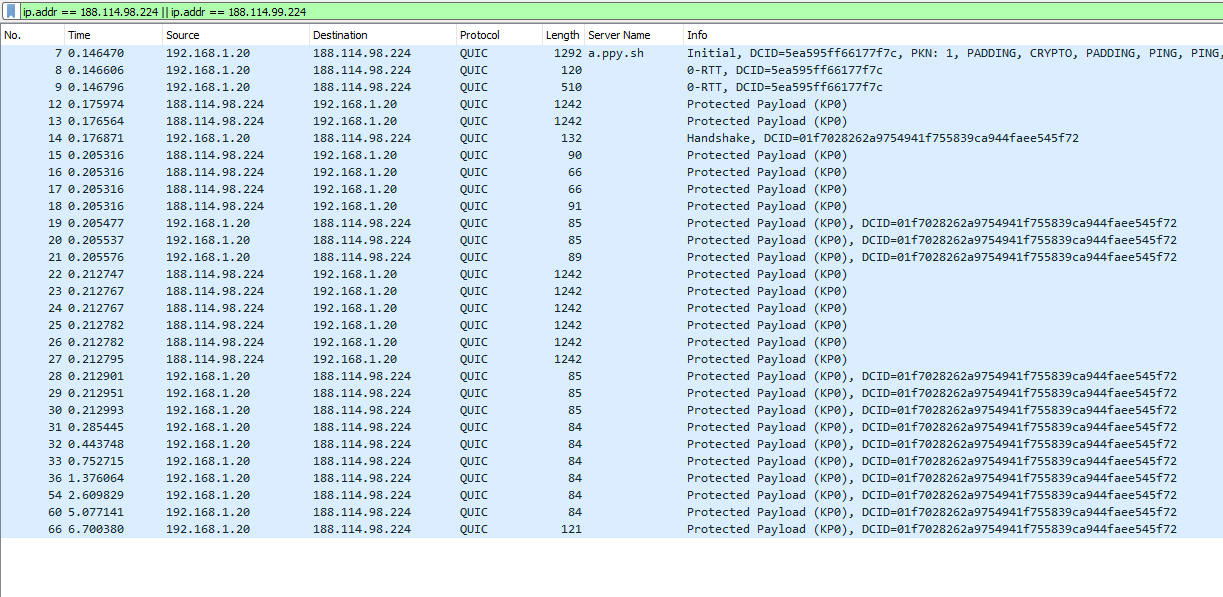 ip.addr == 188.114.98.224 || ip.addr == 188.114.99.224
No. Time Source Destination Protocol Length Server Name Info
7 0.146470 192.168.1.20 188.114.98.224 QUIC 1292 a.ppy.sh Initial, DCID=5ea595ff66177f7c, PKN: 1, PADDING, CRYPTO, PADDING, PING, PING,
8 0.146606 192.168.1.20 188.114.98.224 QUIC 120 0-RTT, DCID=5ea595ff66177f7c
9 0.146796 192.168.1.20 188.114.98.224 QUIC 510 0-RTT, DCID=5ea595ff66177f7c
12 0.175974 188.114.98.224 192.168.1.20 QUIC 1242 Protected Payload (KP0)
13 0.176564 188.114.98.224 192.168.1.20 QUIC 1242 Protected Payload (KP0)
14 0.176871 192.168.1.20 188.114.98.224 QUIC 132 Handshake, DCID=01f7028262a9754941f755839ca944faee545f72
15 0.205316 188.114.98.224 192.168.1.20 QUIC 90 Protected Payload (KP0)
16 0.205316 188.114.98.224 192.168.1.20 QUIC 66 Protected Payload (KP0)
17 0.205316 188.114.98.224 192.168.1.20 QUIC 66 Protected Payload (KP0)
18 0.205316 188.114.98.224 192.168.1.20 QUIC 91 Protected Payload (KP0)
19 0.205477 192.168.1.20 188.114.98.224 QUIC 85 Protected Payload (KP0), DCID=01f7028262a9754941f755839ca944faee545f72
20 0.205537 192.168.1.20 188.114.98.224 QUIC 85 Protected Payload (KP0), DCID=01f7028262a9754941f755839ca944faee545f72
21 0.205576 192.168.1.20 188.114.98.224 QUIC 89 Protected Payload (KP0), DCID=01f7028262a9754941f755839ca944faee545f72
22 0.212747 188.114.98.224 192.168.1.20 QUIC 1242 Protected Payload (KP0)
23 0.212767 188.114.98.224 192.168.1.20 QUIC 1242 Protected Payload (KP0)
24 0.212767 188.114.98.224 192.168.1.20 QUIC 1242 Protected Payload (KP0)
25 0.212782 188.114.98.224 192.168.1.20 QUIC 1242 Protected Payload (KP0)
26 0.212782 188.114.98.224 192.168.1.20 QUIC 1242 Protected Payload (KP0)
27 0.212795 188.114.98.224 192.168.1.20 QUIC 1242 Protected Payload (KP0)
28 0.212901 192.168.1.20 188.114.98.224 QUIC 85 Protected Payload (KP0), DCID=01f7028262a9754941f755839ca944faee545f72
29 0.212951 192.168.1.20 188.114.98.224 QUIC 85 Protected Payload (KP0), DCID=01f7028262a9754941f755839ca944faee545f72
30 0.212993 192.168.1.20 188.114.98.224 QUIC 85 Protected Payload (KP0), DCID=01f7028262a9754941f755839ca944faee545f72
31 0.285445 192.168.1.20 188.114.98.224 QUIC 84 Protected Payload (KP0), DCID=01f7028262a9754941f755839ca944faee545f72
32 0.443748 192.168.1.20 188.114.98.224 QUIC 84 Protected Payload (KP0), DCID=01f7028262a9754941f755839ca944faee545f72
33 0.752715 192.168.1.20 188.114.98.224 QUIC 84 Protected Payload (KP0), DCID=01f7028262a9754941f755839ca944faee545f72
36 1.376064 192.168.1.20 188.114.98.224 QUIC 84 Protected Payload (KP0), DCID=01f7028262a9754941f755839ca944faee545f72
54 2.609829 192.168.1.20 188.114.98.224 QUIC 84 Protected Payload (KP0), DCID=01f7028262a9754941f755839ca944faee545f72
60 5.077141 192.168.1.20 188.114.98.224 QUIC 84 Protected Payload (KP0), DCID=01f7028262a9754941f755839ca944faee545f72
66 6.700380 192.168.1.20 188.114.98.224 QUIC 121 Protected Payload (KP0), DCID=01f7028262a9754941f755839ca944faee545f72